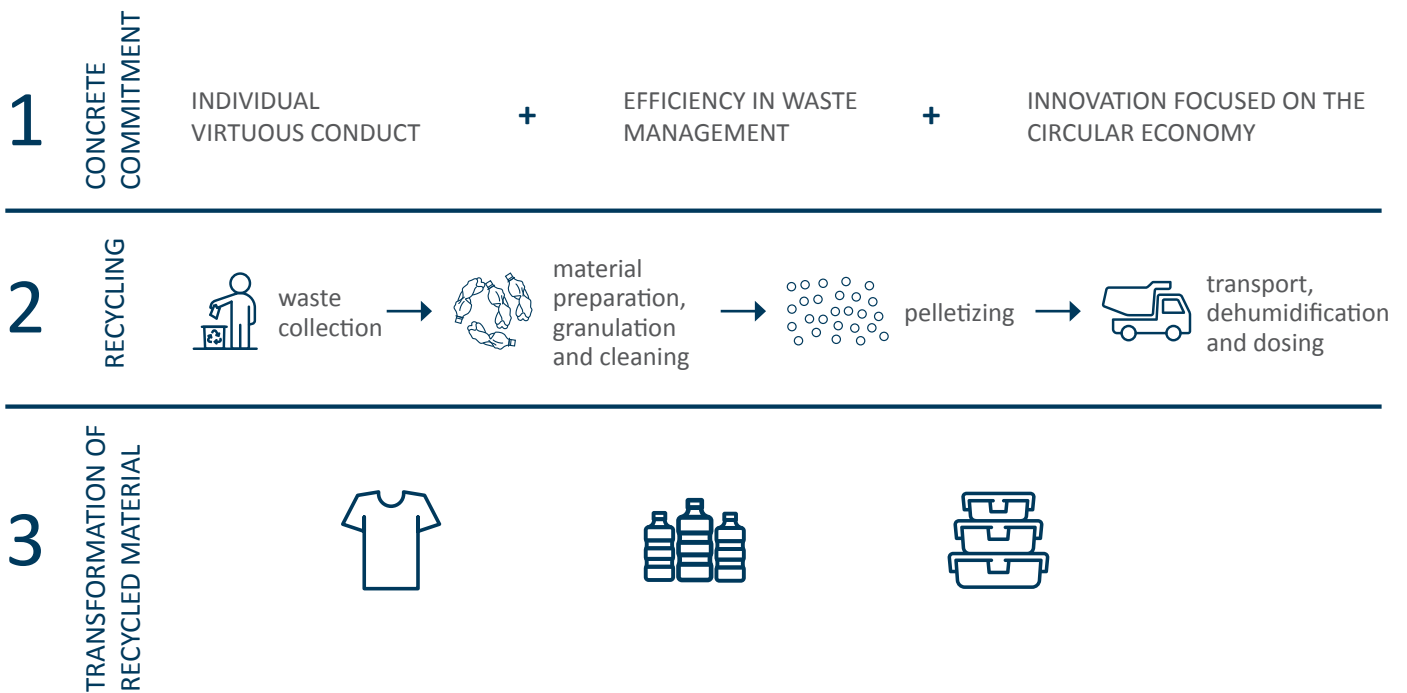 1
CONCRETE
COMMITMENT
INDIVIDUAL
VIRTUOUS CONDUCT
+
EFFICIENCY IN WASTE
MANAGEMENT
+
INNOVATION FOCUSED ON THE
CIRCULAR ECONOMY
2
RECYCLING
waste
collection
material
preparation,
granulation
and cleaning
pelletizing
transport,
dehumidification
and dosing
3
TRANSFORMATION OF
RECYCLED MATERIAL